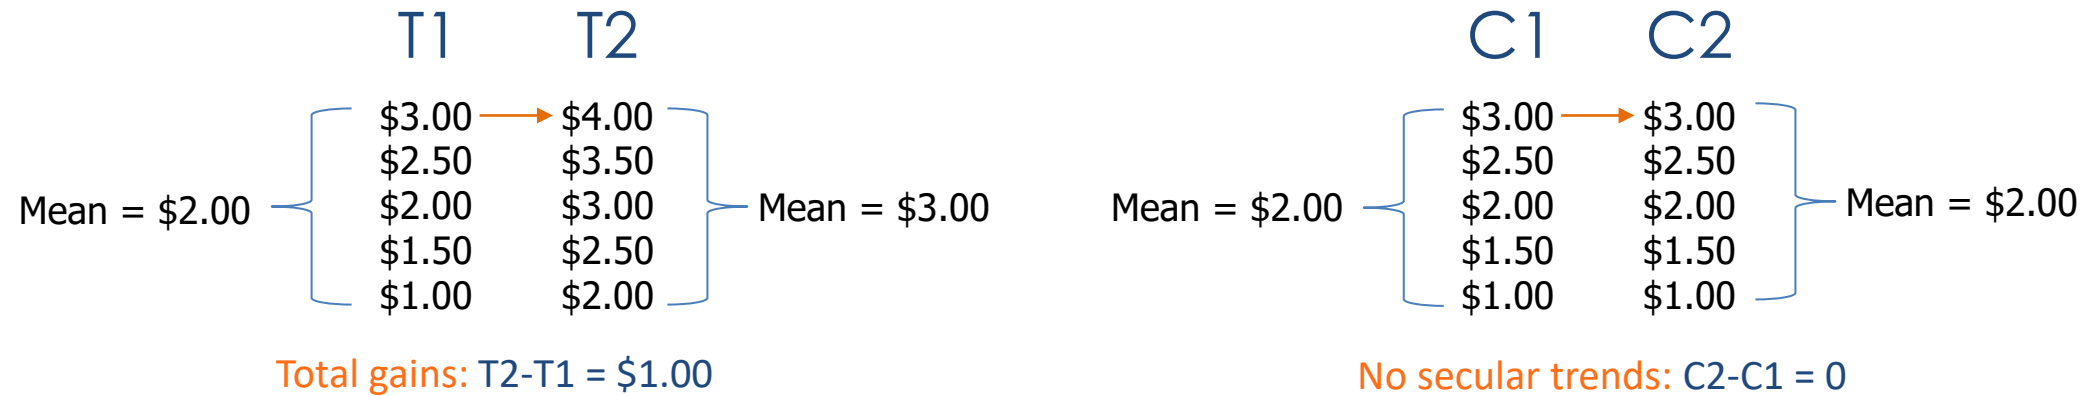 T1 T2 C1 C2
$3.00 $4.00 $3.00 $3.00
$2.50 $3.50 $2.50 $2.50
Mean = $2.00 $2.00 $3.00 Mean = $3.00 Mean = $2.00 $2.00 $2.00 Mean = $2.00
$1.50 $2.50 $1.50 $1.50
$1.00 $2.00 $1.00 $1.00
Total gains: T2-T1 = $1.00 No secular trends: C2-C1 = 0